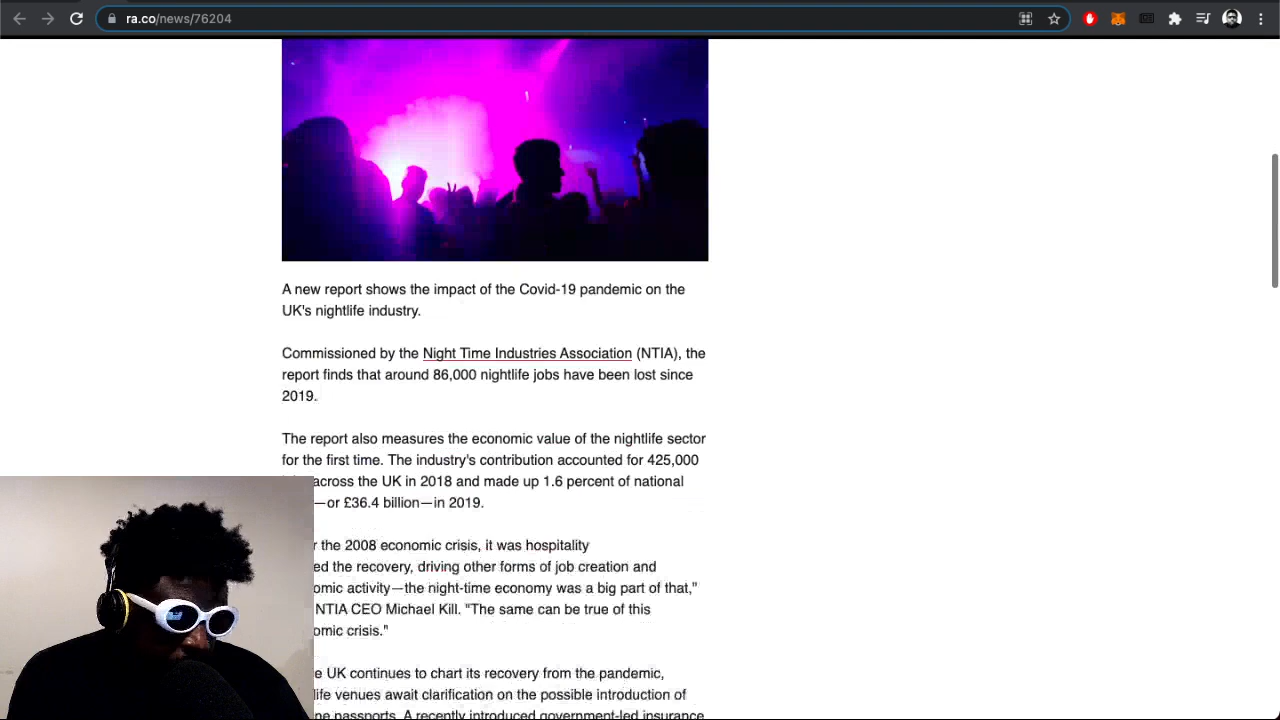 ra.co/news/76204
A new report shows the impact of the Covid-19 pandemic on the
UK's nightlife industry.
Commissioned by the Night Time Industries Association (NTIA), the
report finds that around 86,000 nightlife jobs have been lost since
2019.
The report also measures the economic value of the nightlife sector
for the first time. The industry's contribution accounted for 425,000
across the UK in 2018 and made up 1.6 percent of national
—or £36.4 billion—in 2019.
the 2008 economic crisis, it was hospitality
the recovery, driving other forms of job creation and
activity—the night-time economy was a big part of that,"
NTIA CEO Michael Kill. "The same can be true of this
crisis."
UK continues to chart its recovery from the pandemic,
venues await clarification on the possible introduction of
passports. A recently introduced government-led insurance